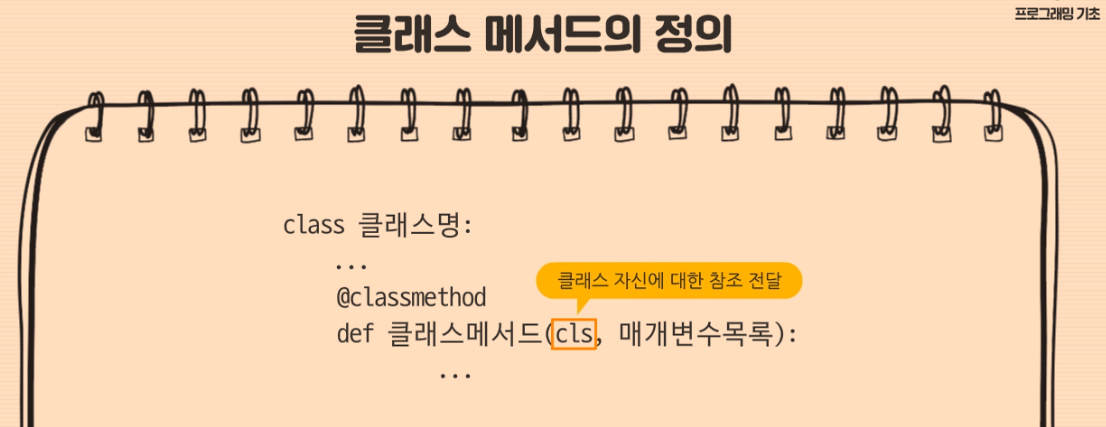 프로그래밍 기초
클래스 메서드의 정의
class 클래스명:
...
클래스 자신에 대한 참조 전달
@classmethod
def 클래스메서드(cls, 매개변수목록):
...